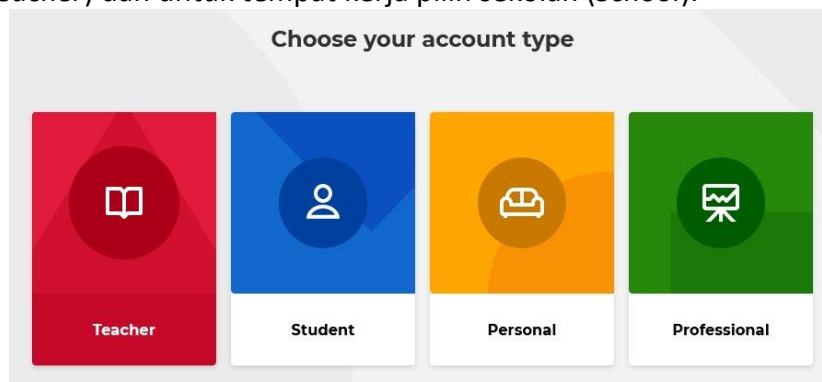 dan untuk tempat kerja pilih sekolah (school).
Choose your account type
Teacher
Student
Personal
Professional